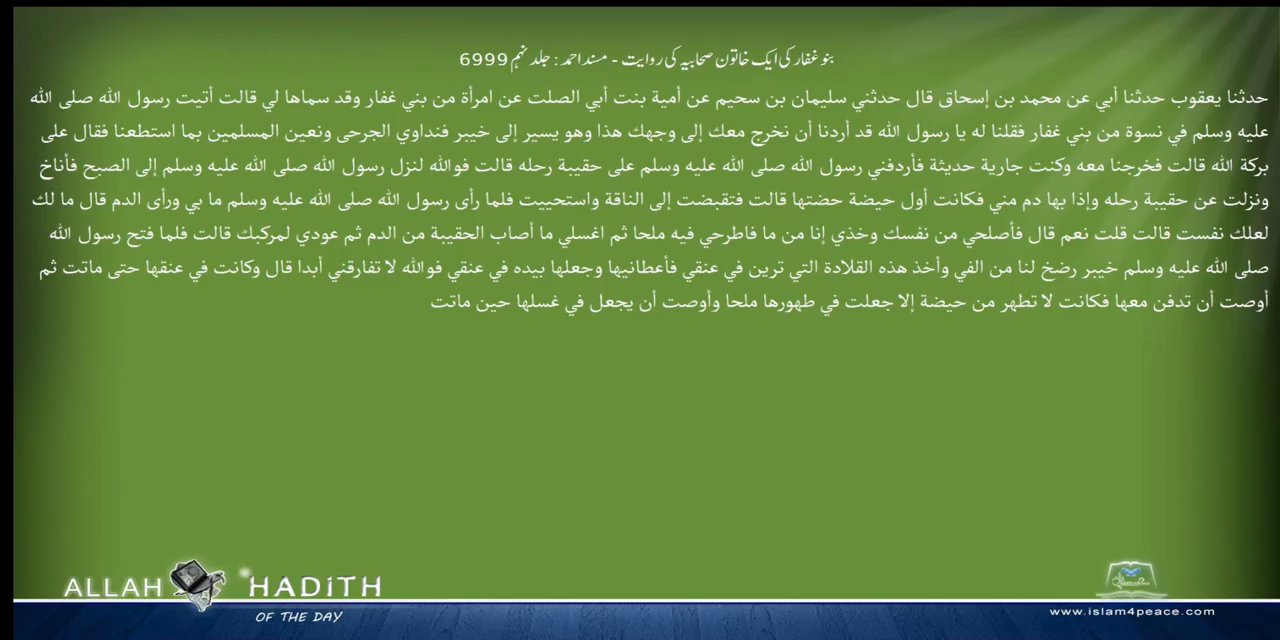 بنو غفار کی ایک خاتون صحابیہ کی روایت - مسند احمد : جلد نہم 6999
حدثنا يعقوب حدثنا أبي عن محمد بن إسحاق قال حدثني سليمان بن سحيم عن أمية بنت أبي الصلت عن امرأة من بني غفار وقد سماها لي قالت أتيت رسول الله صلى الله
عليه وسلم في نسوة من بني غفار فقلنا له يا رسول الله قد أردنا أن نخرج معك إلى وجهك هذا وهو يسير إلى خيبر فنداوي الجرحى ونعين المسلمين بما استطعنا فقال على
بركة الله قالت فخرجنا معه وكنت جارية حديثة فأردفني رسول الله صلى الله عليه وسلم على حقيبة رحله قالت فوالله لنزل رسول الله صلى الله عليه وسلم إلى الصبح فأناخ
ونزلت عن حقيبة رحله وإذا بها دم مني فكانت أول حيضة حضتها قالت فتقبضت إلى الناقة واستحييت فلما رأى رسول الله صلى الله عليه وسلم ما بي ورأى الدم قال ما لك
لعلك نفست قالت قلت نعم قال فأصلحي من نفسك وخذي إنا من ما فاطرحي فيه ملحا ثم اغسلي ما أصاب الحقيبة من الدم ثم عودي لمركبك قالت فلما فتح رسول الله
صلى الله عليه وسلم خيبر رضخ لنا من الفي وأخذ هذه القلادة التي ترين في عنقي فأعطانيها وجعلها بيده في عنقي فوالله لا تفارقني أبدا قال وكانت في عنقها حتى ماتت ثم
أوصت أن تدفن معها فكانت لا تطهر من حيضة إلا جعلت في طهورها ملحا وأوصت أن يجعل في غسلها حين ماتت
ALLAH HADITH
OF THE DAY
www.islam4peace.com